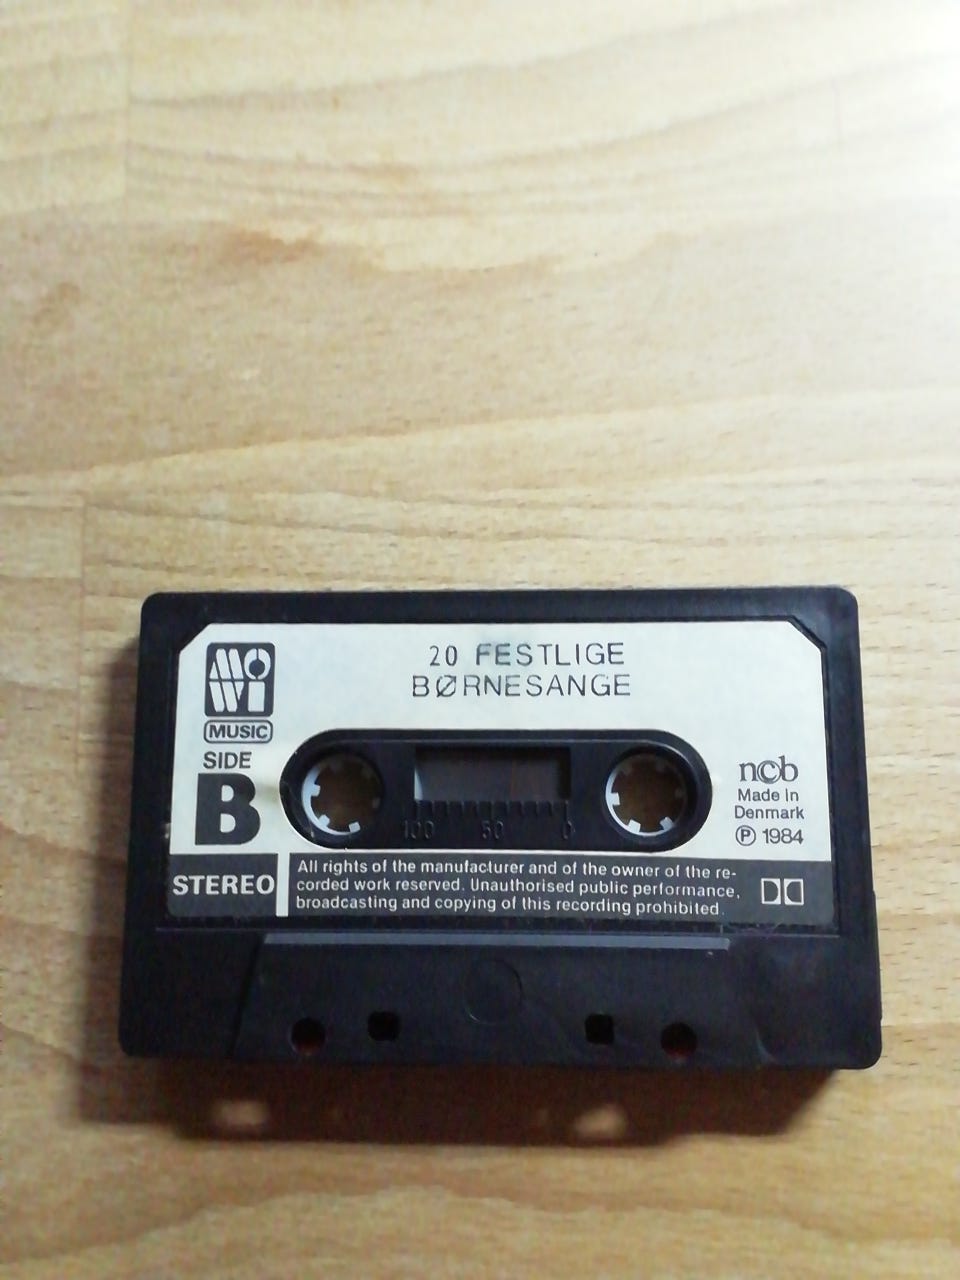 MOWI
MUSIC
20 FESTLIGE
BØRNESANGE
SIDE
B
STEREO
100 50 0
ncb
Made in
Denmark
Ⓟ 1984
All rights of the manufacturer and of the owner of the re-
corded work reserved. Unauthorised public performance,
broadcasting and copying of this recording prohibited.